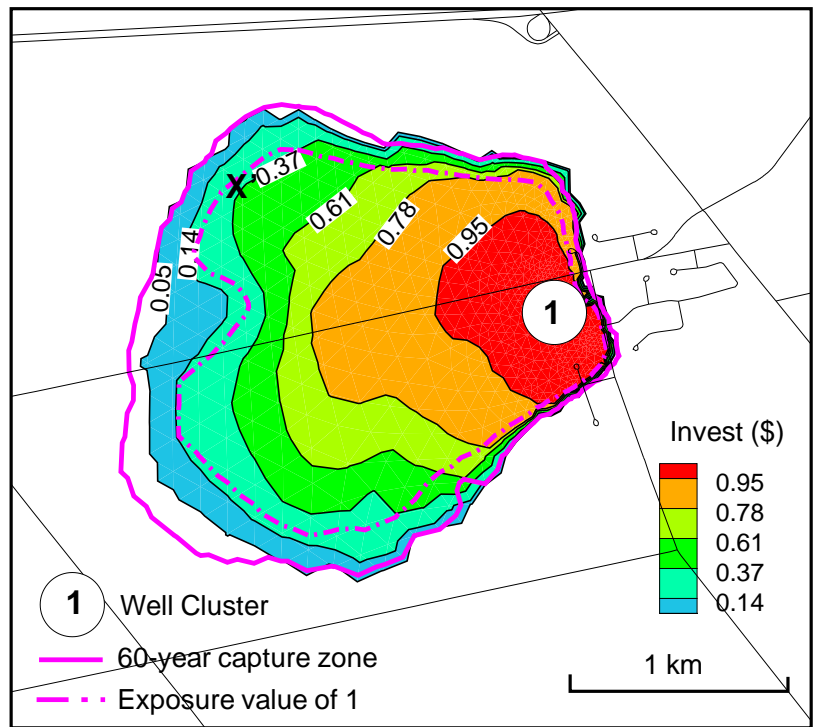 X
0.37
0.61
0.78
0.95
0.14
0.05
1
Invest ($)
0.95
0.78
0.61
0.37
0.14
1 Well Cluster
60-year capture zone
Exposure value of 1
1 km